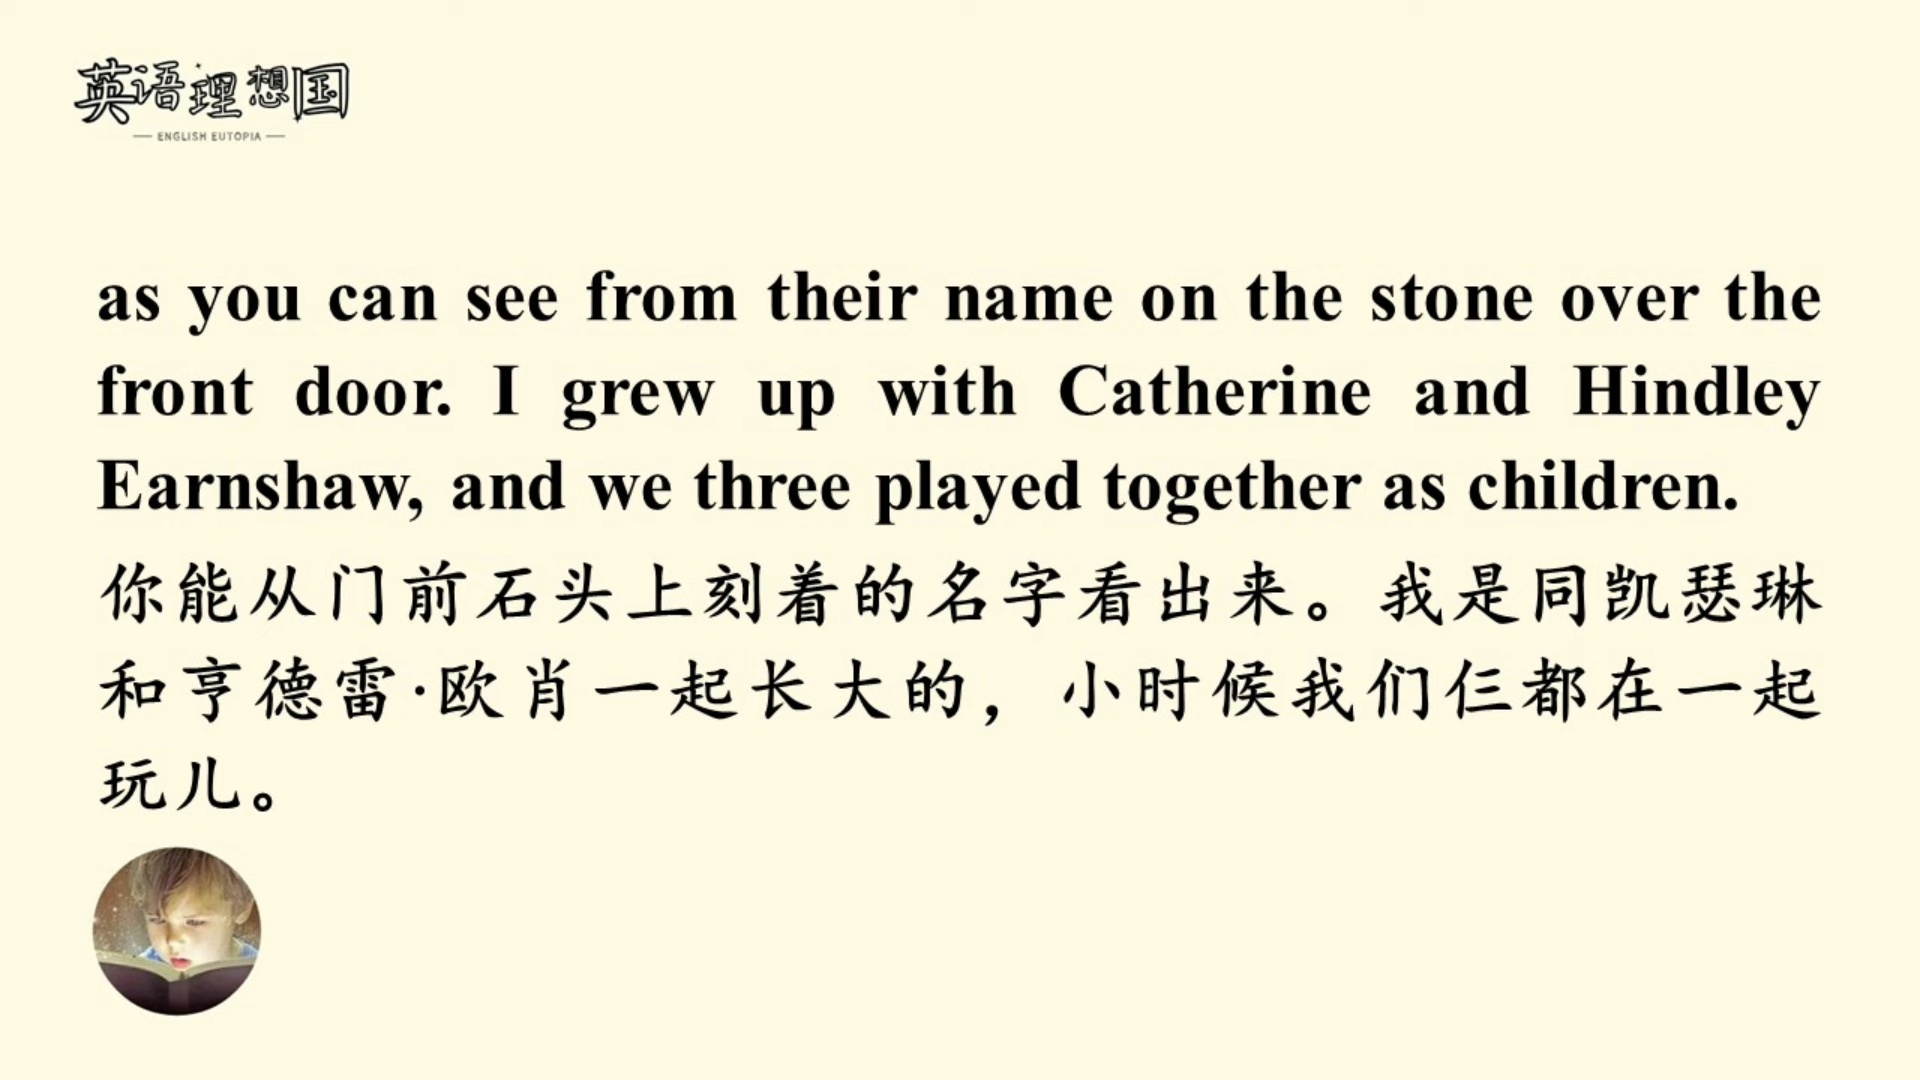 英语理想国
ENGLISH EUTOPIA
as you can see from their name on the stone over the
front door. I grew up with Catherine and Hindley
Earnshaw, and we three played together as children.
你能从门前石头上刻着的名字看出来。我是同凯瑟琳
和亨德雷·欧肖一起长大的，小时候我们仨都在一起
玩儿。